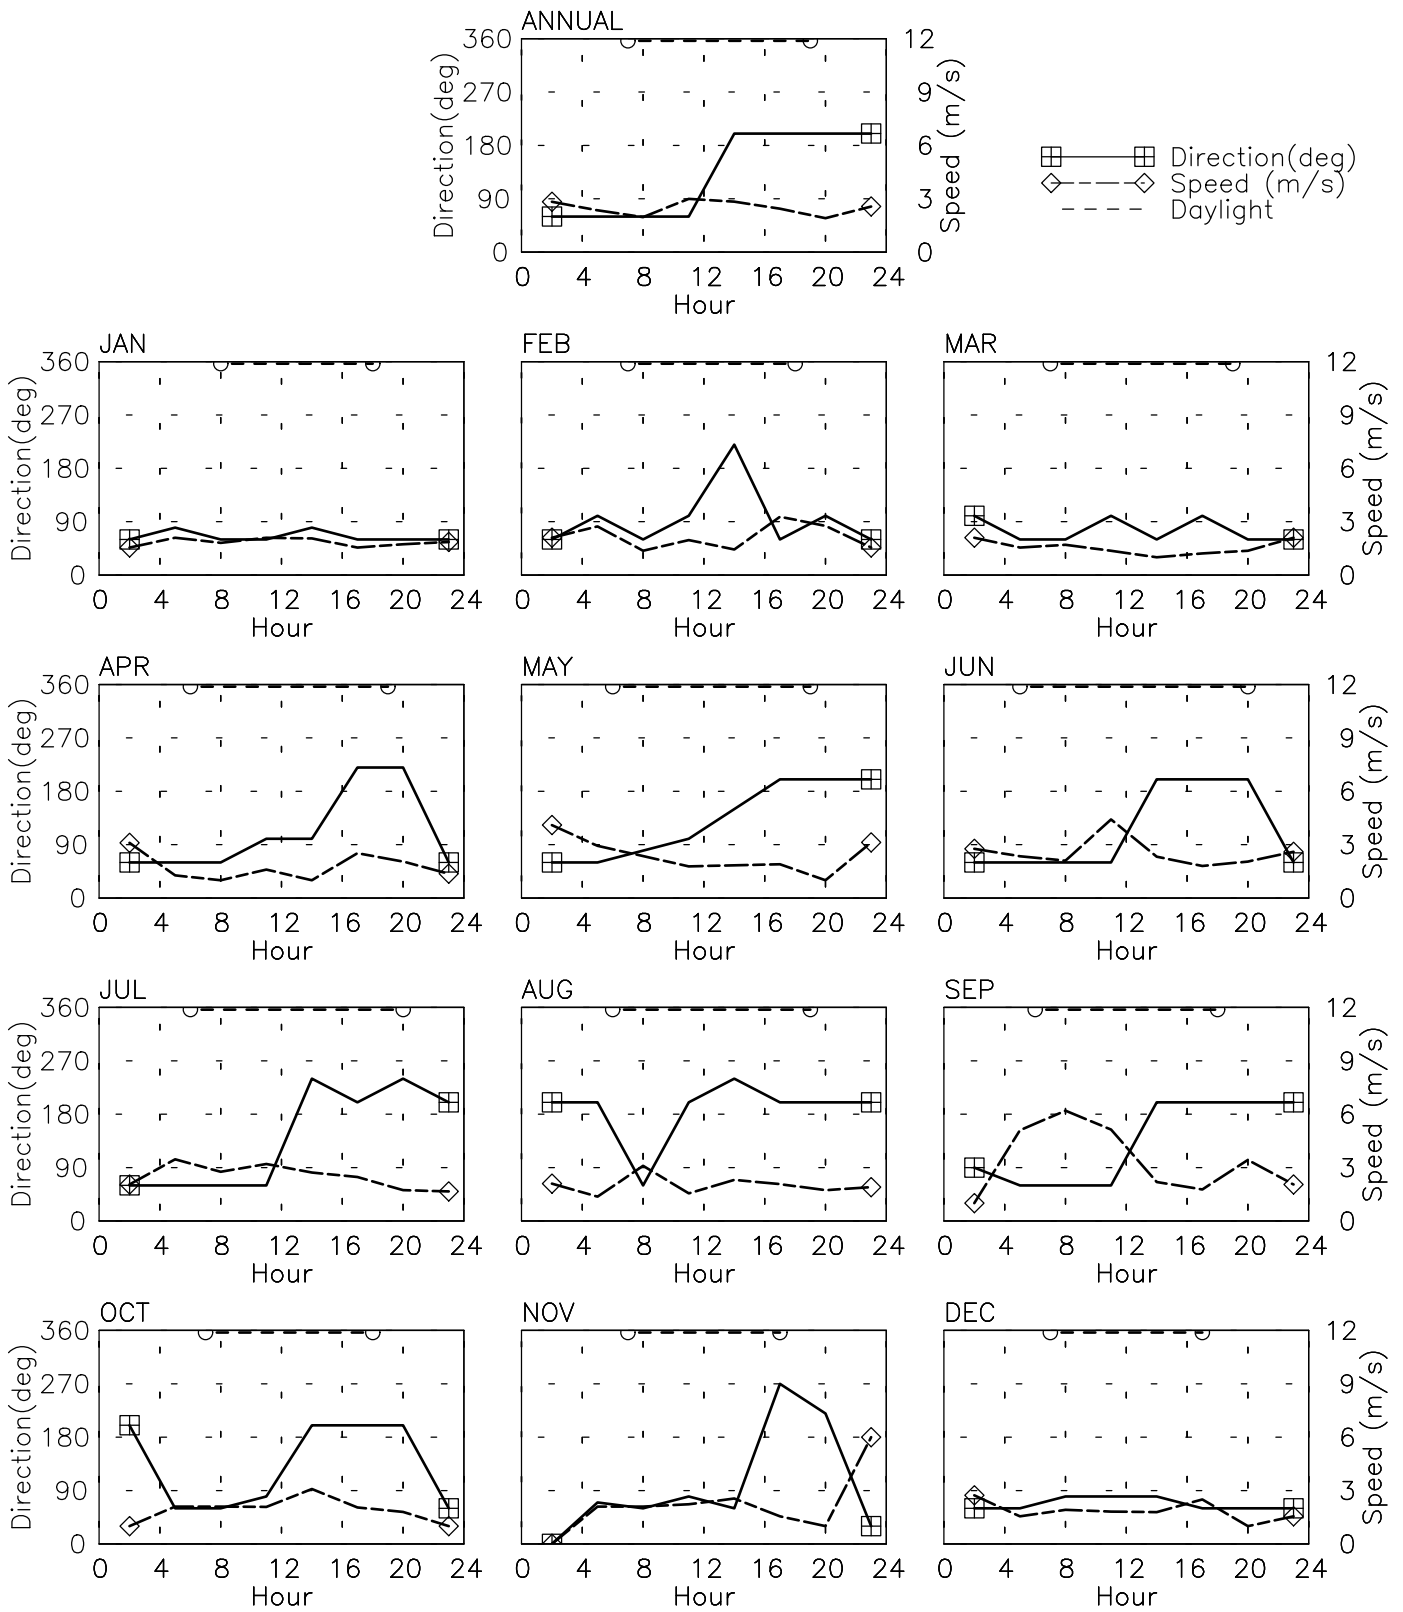 ANNUAL
360 270 180 90 0
Direction(deg)
12 9 6 3 0
Speed (m/s)
0 4 8 12 16 20 24
Hour
Direction(deg)
Speed (m/s)
Daylight
JAN
360 270 180 90 0
Direction(deg)
0 4 8 12 16 20 24
Hour
FEB
0 4 8 12 16 20 24
Hour
MAR
12 9 6 3 0
Speed (m/s)
0 4 8 12 16 20 24
Hour
APR
360 270 180 90 0
Direction(deg)
0 4 8 12 16 20 24
Hour
MAY
0 4 8 12 16 20 24
Hour
JUN
12 9 6 3 0
Speed (m/s)
0 4 8 12 16 20 24
Hour
JUL
360 270 180 90 0
Direction(deg)
0 4 8 12 16 20 24
Hour
AUG
0 4 8 12 16 20 24
Hour
SEP
12 9 6 3 0
Speed (m/s)
0 4 8 12 16 20 24
Hour
OCT
360 270 180 90 0
Direction(deg)
0 4 8 12 16 20 24
Hour
NOV
0 4 8 12 16 20 24
Hour
DEC
12 9 6 3 0
Speed (m/s)
0 4 8 12 16 20 24
Hour